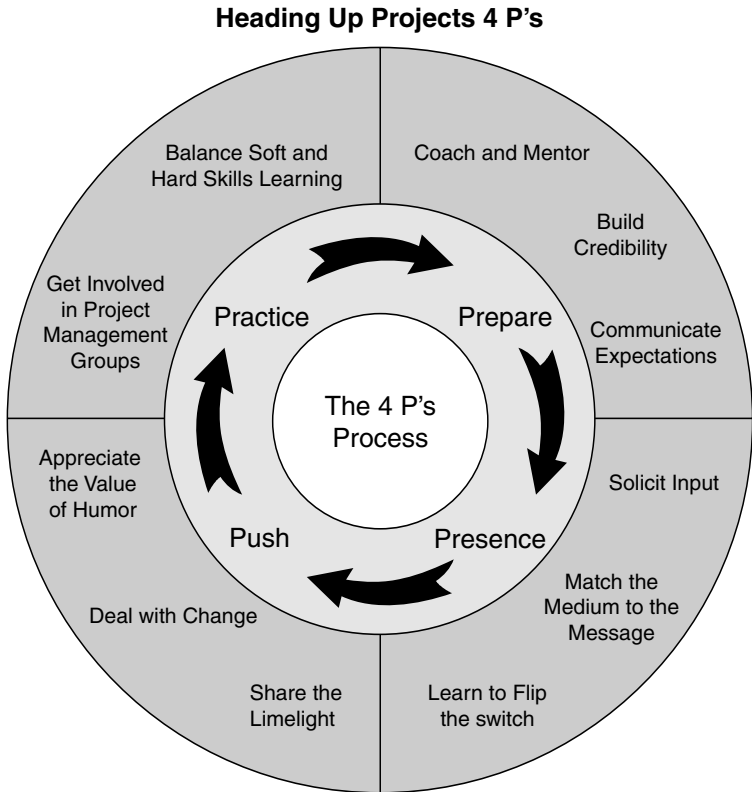 Heading Up Projects 4 P's
Balance Soft and
Hard Skills Learning
Coach and Mentor
Build
Credibility
Get Involved
in Project
Management
Groups
Practice
Prepare
Communicate
Expectations
The 4 P's
Process
Appreciate
the Value
of Humor
Solicit Input
Push
Presence
Match the
Medium to the
Message
Deal with Change
Share the
Limelight
Learn to Flip
the switch